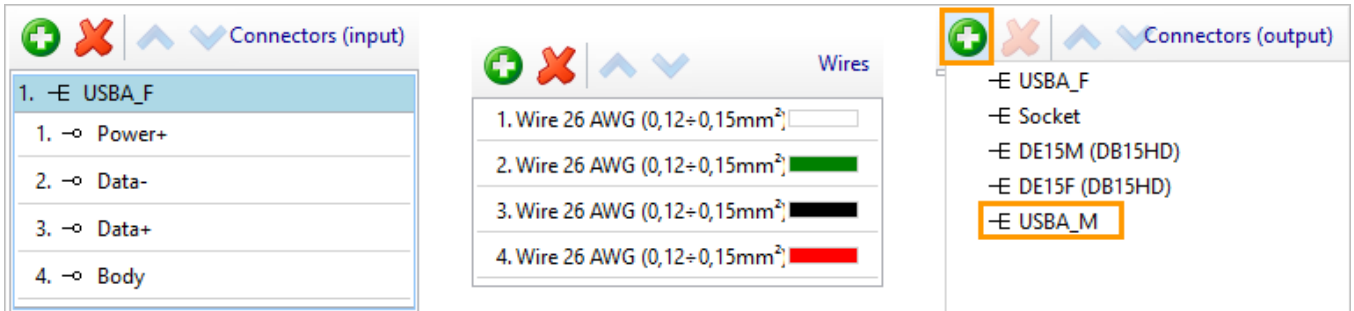 Connectors (input)
1. USBA_F
1. Power+
2. Data-
3. Data+
4. Body
Wires
1. Wire 26 AWG (0,12÷0,15mm²)
2. Wire 26 AWG (0,12÷0,15mm²)
3. Wire 26 AWG (0,12÷0,15mm²)
4. Wire 26 AWG (0,12÷0,15mm²)
Connectors (output)
USBA_F
Socket
DE15M (DB15HD)
DE15F (DB15HD)
USBA_M